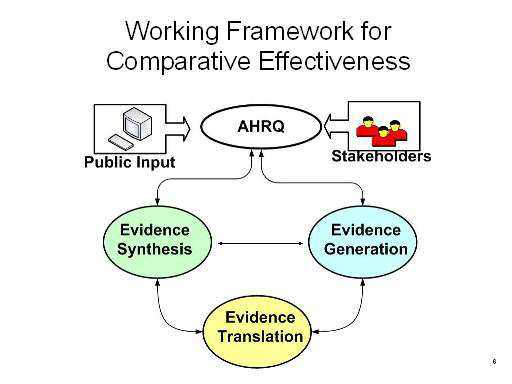 Working Framework for
Comparative Effectiveness
AHRQ
Public Input
Stakeholders
Evidence
Synthesis
Evidence
Generation
Evidence
Translation
6